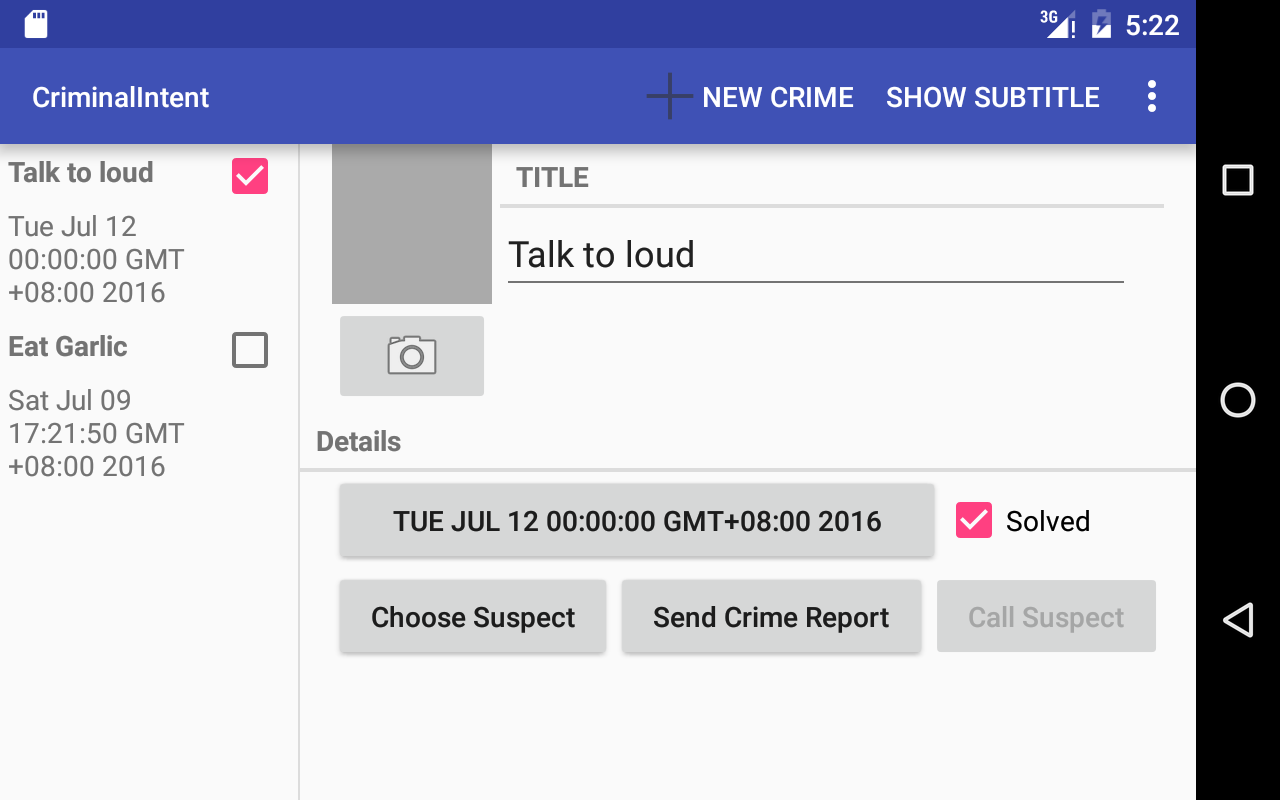 3G 5:22
CriminalIntent NEW CRIME SHOW SUBTITLE
Talk to loud
Tue Jul 12
00:00:00 GMT
+08:00 2016
Eat Garlic
Sat Jul 09
17:21:50 GMT
+08:00 2016
TITLE
Talk to loud
Details
TUE JUL 12 00:00:00 GMT+08:00 2016 Solved
Choose Suspect Send Crime Report Call Suspect